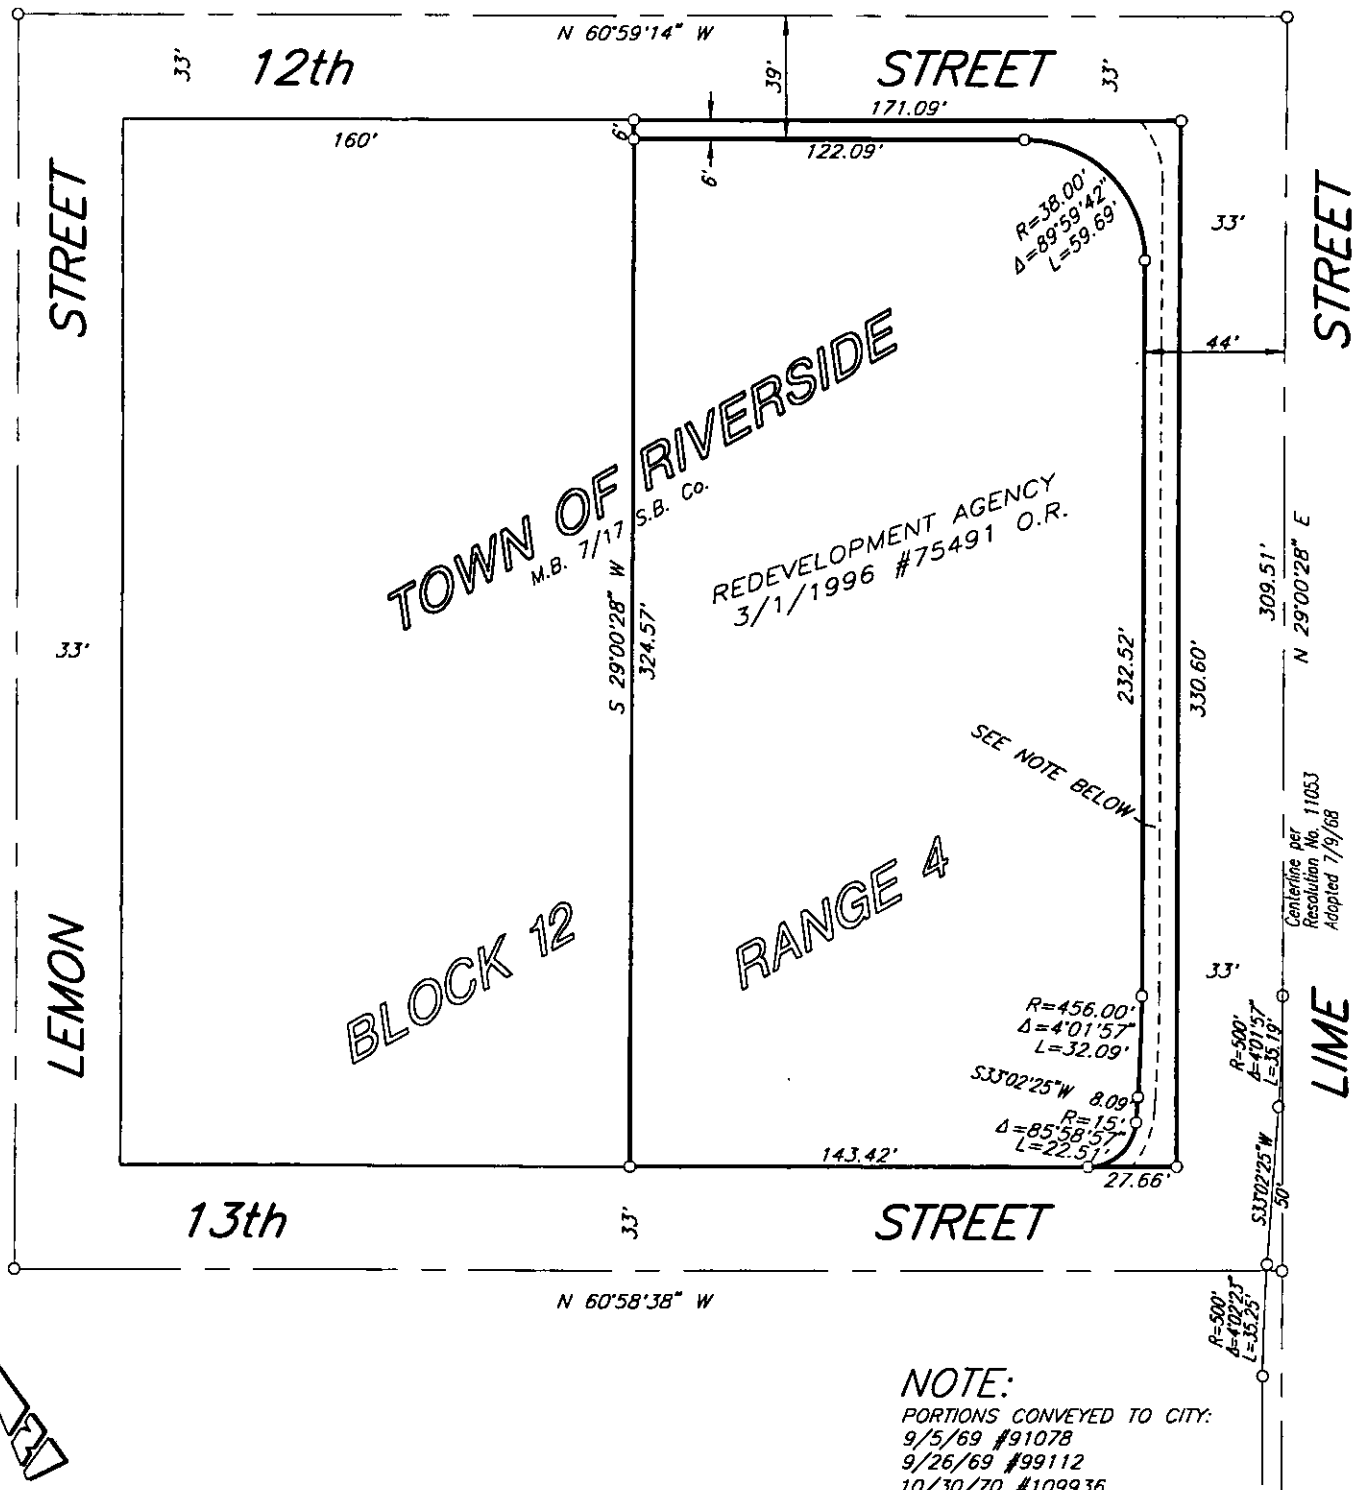 N 60°59'14" W
33'
12th
39'
STREET
33'
171.09'
160'
6'
122.09'
6'
STREET
R=38.00'
Δ=89°59'42"
L=59.69'
33'
STREET
44'
TOWN OF RIVERSIDE
M.B. 7/17 S.B. Co.
REDEVELOPMENT AGENCY
3/1/1996 #75491 O.R.
S 29°00'28" W
324.57'
309.51'
N 29°00'28" E
33'
232.52'
330.60'
SEE NOTE BELOW
Centerline per
Resolution No. 11053
Adopted 7/9/68
BLOCK 12
RANGE 4
LEMON
33'
R=456.00'
Δ=4°01'57"
L=32.09'
R=500'
Δ=4°01'57"
L=35.19'
LIME
S33°02'25"W 8.09'
R=15'
Δ=85°58'57"
L=22.51'
143.42'
27.66'
S33°02'25"W
50'
13th
33'
STREET
N 60°58'38" W
R=500'
Δ=4°02'23"
L=35.25'
NOTE:
PORTIONS CONVEYED TO CITY:
9/5/69 #91078
9/26/69 #99112
10/30/70 #109936